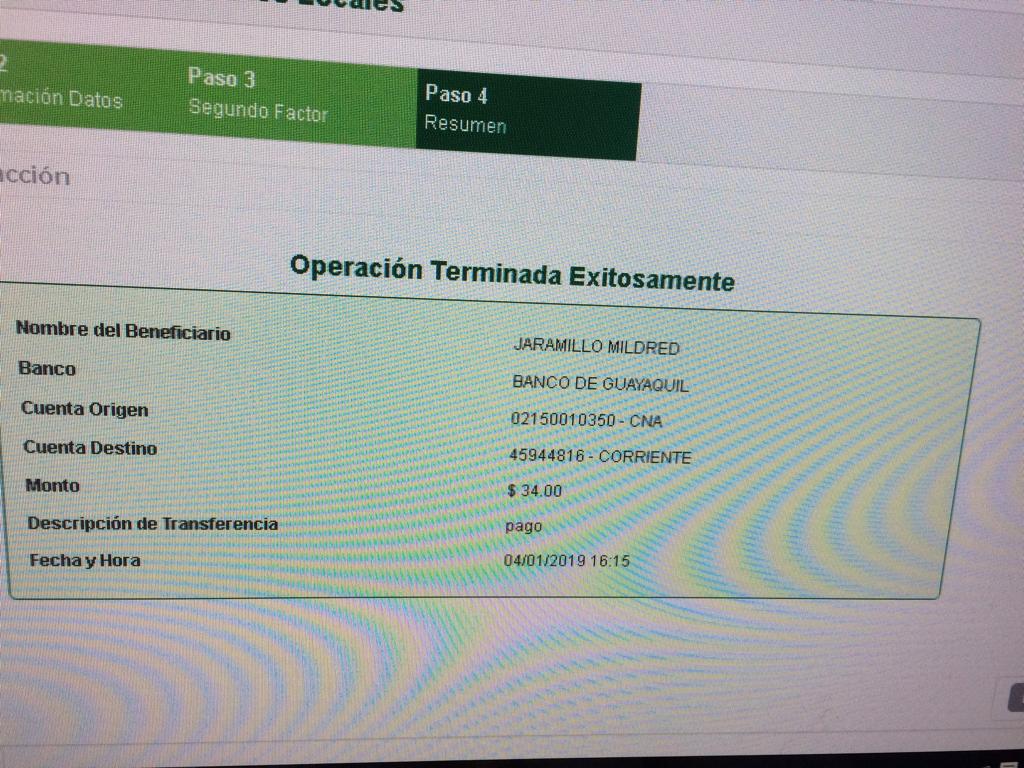 Locales
2
mación Datos
Paso 3
Segundo Factor
Paso 4
Resumen
acción
Operación Terminada Exitosamente
Nombre del Beneficiario JARAMILLO MILDRED
Banco BANCO DE GUAYAQUIL
Cuenta Origen 02150010350 - CNA
Cuenta Destino 45944816 - CORRIENTE
Monto $ 34.00
Descripción de Transferencia pago
Fecha y Hora 04/01/2019 16:15